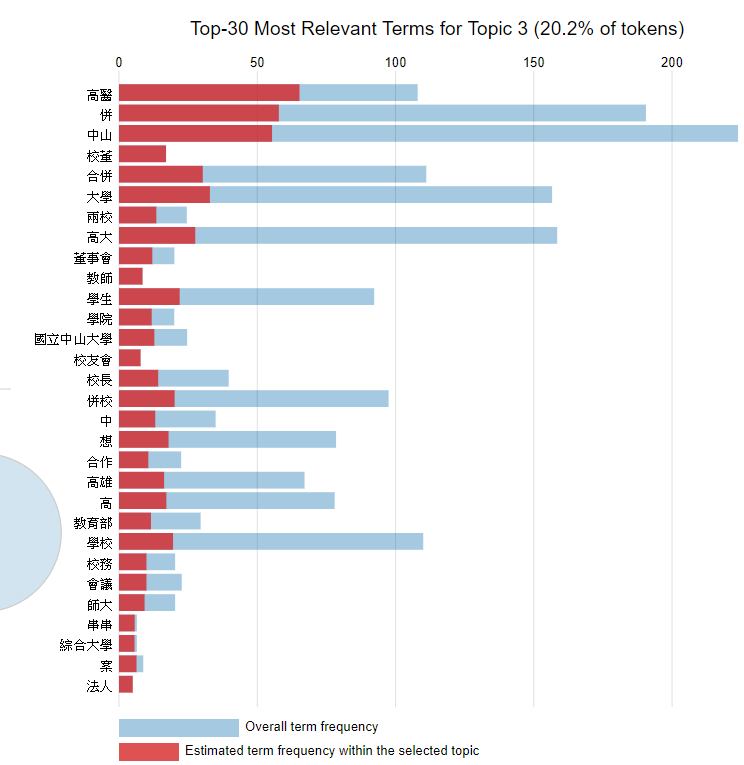 Top-30 Most Relevant Terms for Topic 3 (20.2% of tokens)
0 50 100 150 200
高醫
併
中山
校董
合併
大學
兩校
高大
董事會
教師
學生
學院
國立中山大學
校友會
校長
併校
中
想
合作
高雄
高
教育部
學校
校務
會議
師大
串串
綜合大學
案
法人
Overall term frequency
Estimated term frequency within the selected topic